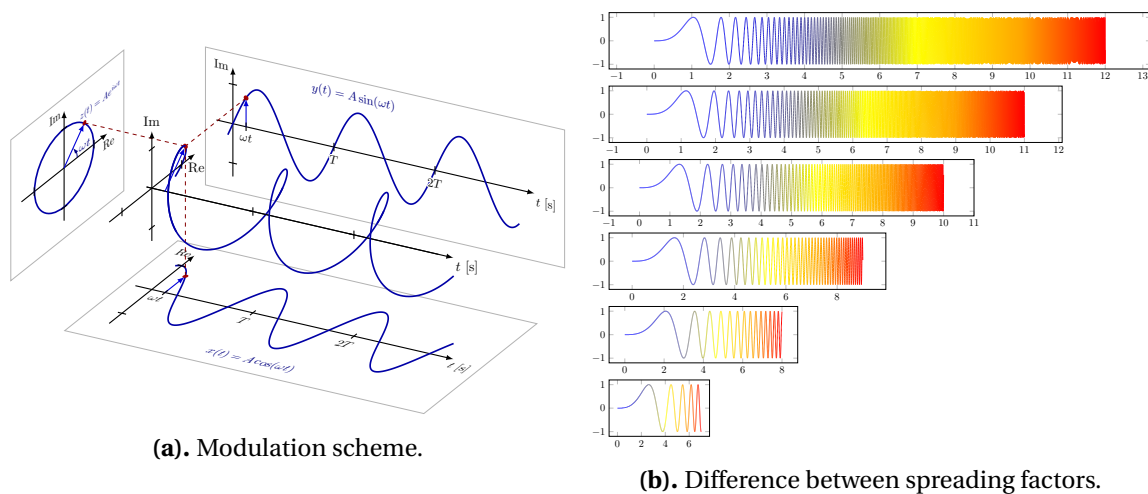 Im
Re
z(t) = Ae^{iωt}
ωt
Im
y(t) = A sin(ωt)
ωt
T
2T
t [s]
Im
Re
t [s]
Re
ωt
T
2T
t [s]
x(t) = A cos(ωt)
(a). Modulation scheme.
1
0
−1
−1 0 1 2 3 4 5 6 7 8 9 10 11 12 13
1
0
−1
0 1 2 3 4 5 6 7 8 9 10 11 12
1
0
−1
−1 0 1 2 3 4 5 6 7 8 9 10 11
1
0
−1
0 2 4 6 8
1
0
−1
0 2 4 6 8
1
0
−1
0 2 4 6
(b). Difference between spreading factors.